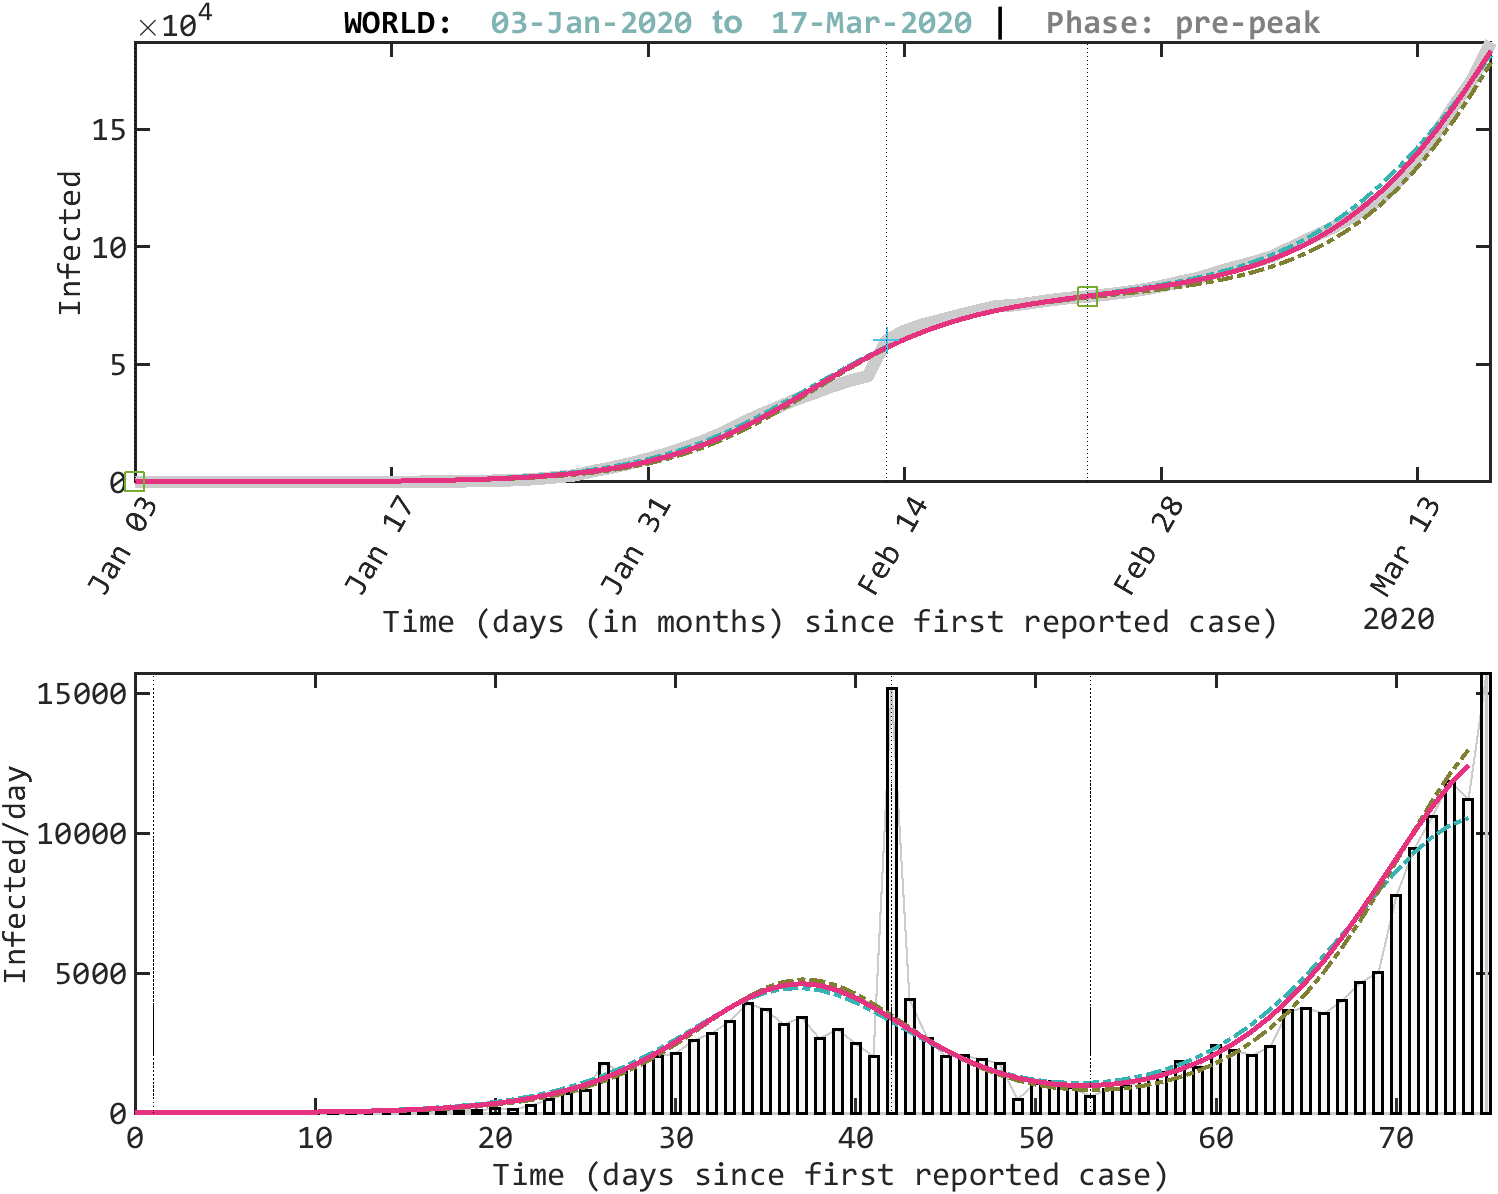 ×10⁴ WORLD: 03-Jan-2020 to 17-Mar-2020 | Phase: pre-peak
15
10
5
0
Infected
Jan 03 Jan 17 Jan 31 Feb 14 Feb 28 Mar 13
Time (days (in months) since first reported case) 2020
15000
10000
5000
0
Infected/day
0 10 20 30 40 50 60 70
Time (days since first reported case)